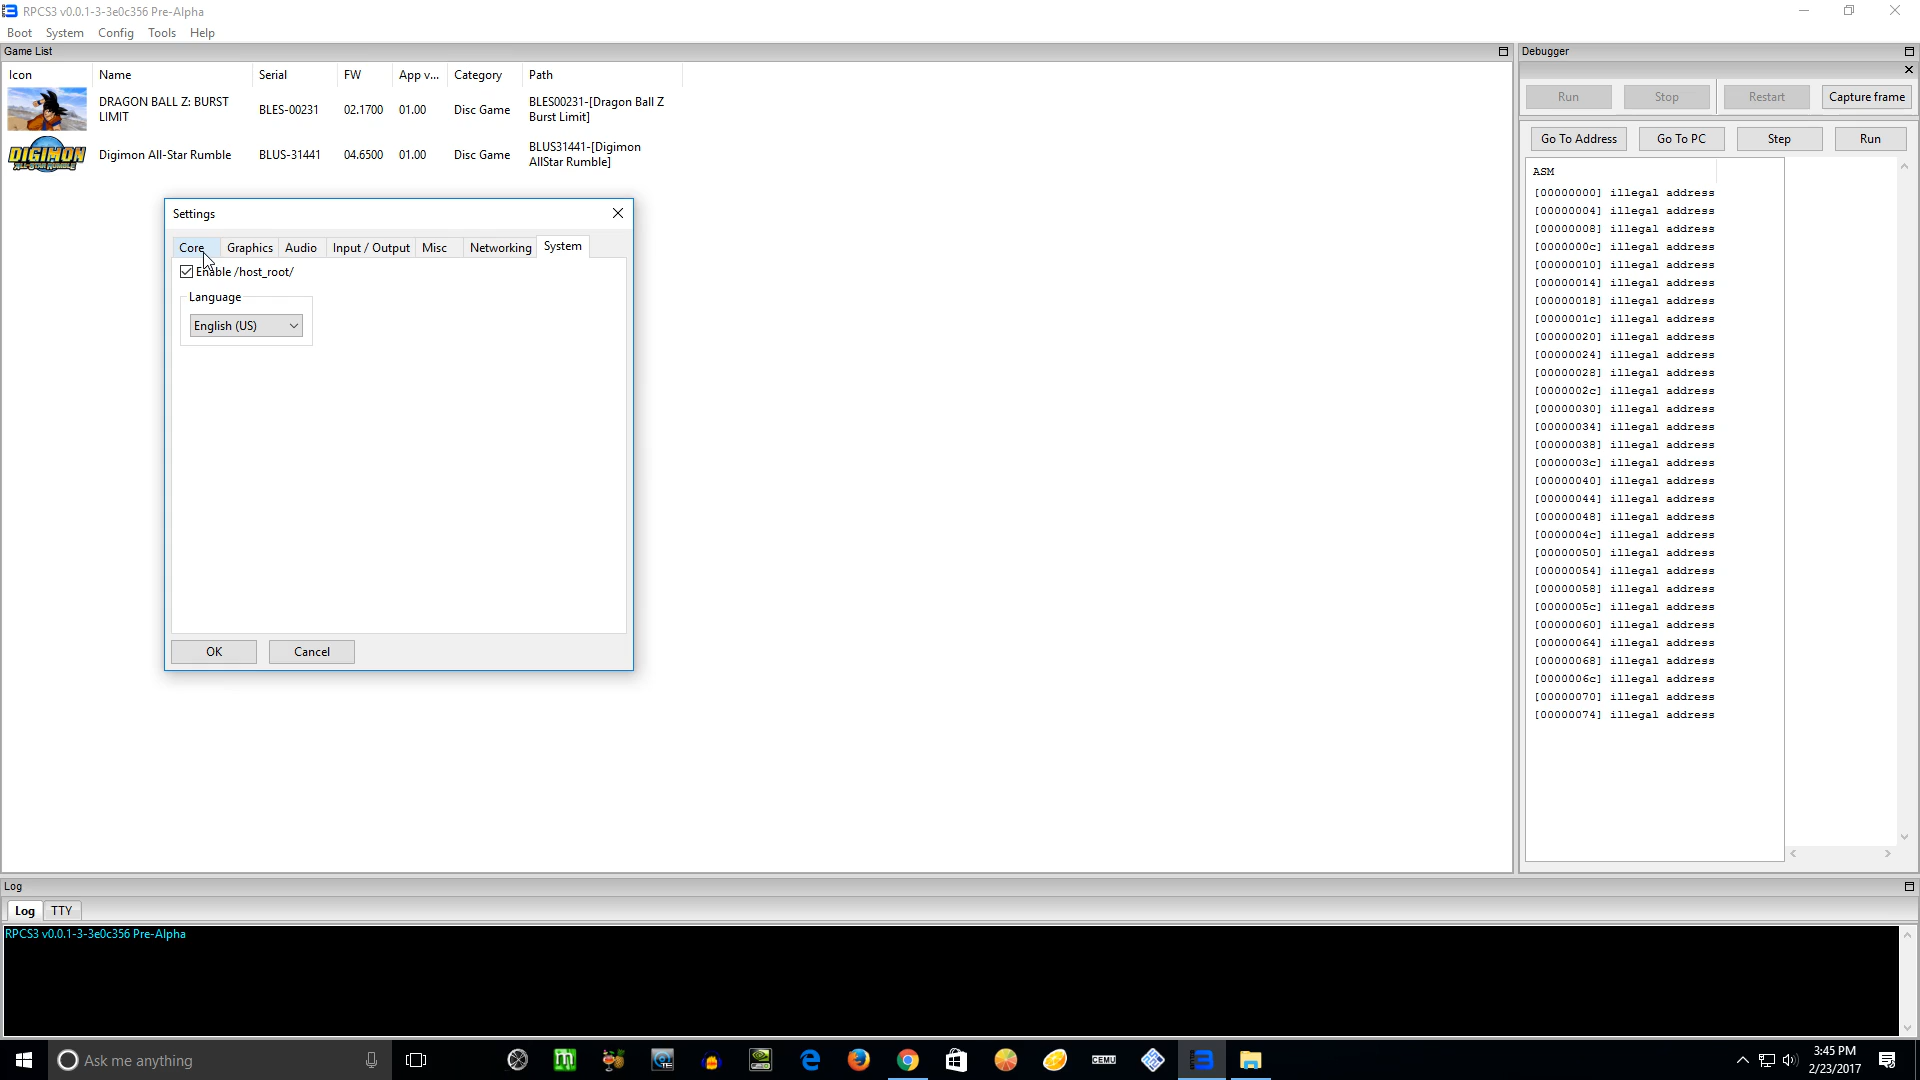 RPCS3 v0.0.1-3-3e0c356 Pre-Alpha
Boot System Config Tools Help
Game List
Icon Name Serial FW App v... Category Path
DRAGON BALL Z: BURST LIMIT BLES-00231 02.1700 01.00 Disc Game BLES00231-[Dragon Ball Z Burst Limit]
DIGIMON
ALL-STAR RUMBLE
Digimon All-Star Rumble BLUS-31441 04.6500 01.00 Disc Game BLUS31441-[Digimon AllStar Rumble]
Settings
Core Graphics Audio Input / Output Misc Networking System
Enable /host_root/
Language
English (US)
OK Cancel
Debugger
Run Stop Restart Capture frame
Go To Address Go To PC Step Run
ASM
[00000000] illegal address
[00000004] illegal address
[00000008] illegal address
[0000000c] illegal address
[00000010] illegal address
[00000014] illegal address
[00000018] illegal address
[0000001c] illegal address
[00000020] illegal address
[00000024] illegal address
[00000028] illegal address
[0000002c] illegal address
[00000030] illegal address
[00000034] illegal address
[00000038] illegal address
[0000003c] illegal address
[00000040] illegal address
[00000044] illegal address
[00000048] illegal address
[0000004c] illegal address
[00000050] illegal address
[00000054] illegal address
[00000058] illegal address
[0000005c] illegal address
[00000060] illegal address
[00000064] illegal address
[00000068] illegal address
[0000006c] illegal address
[00000070] illegal address
[00000074] illegal address
Log
Log TTY
RPCS3 v0.0.1-3-3e0c356 Pre-Alpha
Ask me anything
CEMU
3:45 PM
2/23/2017